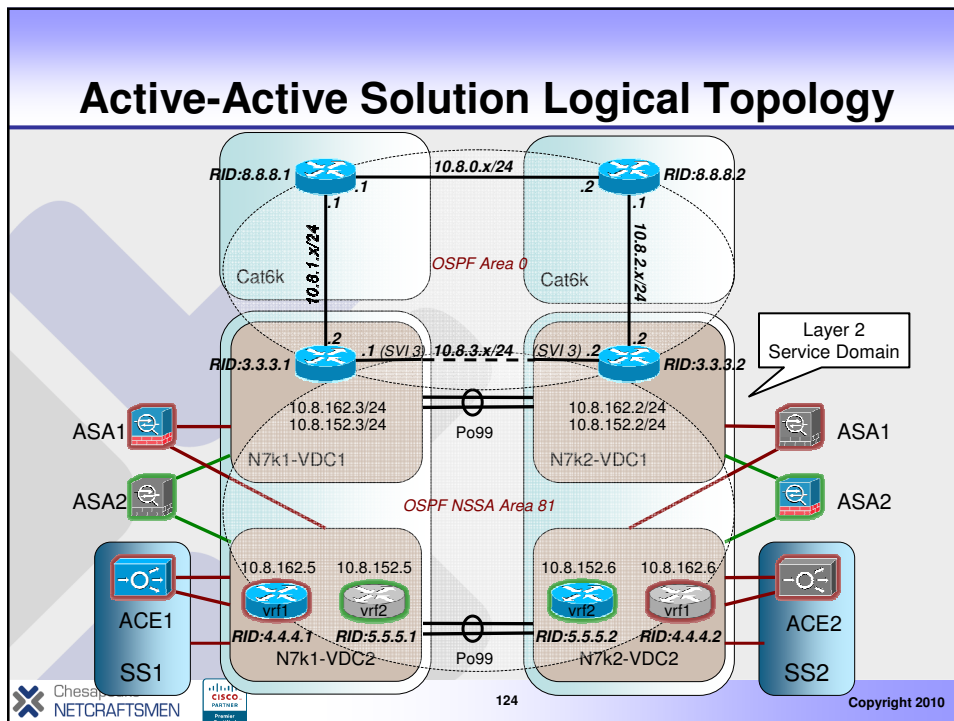 Active-Active Solution Logical Topology
RID:8.8.8.1
.1
10.8.0.x/24
.2
RID:8.8.8.2
.1
.1
10.8.1.x/24
10.8.2.x/24
Cat6k
OSPF Area 0
Cat6k
.2
.2
RID:3.3.3.1
.1 (SVI 3)
10.8.3.x/24
(SVI 3) .2
RID:3.3.3.2
Layer 2
Service Domain
10.8.162.3/24
10.8.152.3/24
Po99
10.8.162.2/24
10.8.152.2/24
N7k1-VDC1
N7k2-VDC1
ASA1
ASA1
ASA2
ASA2
OSPF NSSA Area 81
10.8.162.5
10.8.152.5
10.8.152.6
10.8.162.6
vrf1
vrf2
vrf2
vrf1
ACE1
ACE2
RID:4.4.4.1
RID:5.5.5.1
RID:5.5.5.2
RID:4.4.4.2
SS1
N7k1-VDC2
Po99
N7k2-VDC2
SS2
Chesapeake
NETCRAFTSMEN
CISCO
PARTNER
Premier
124
Copyright 2010